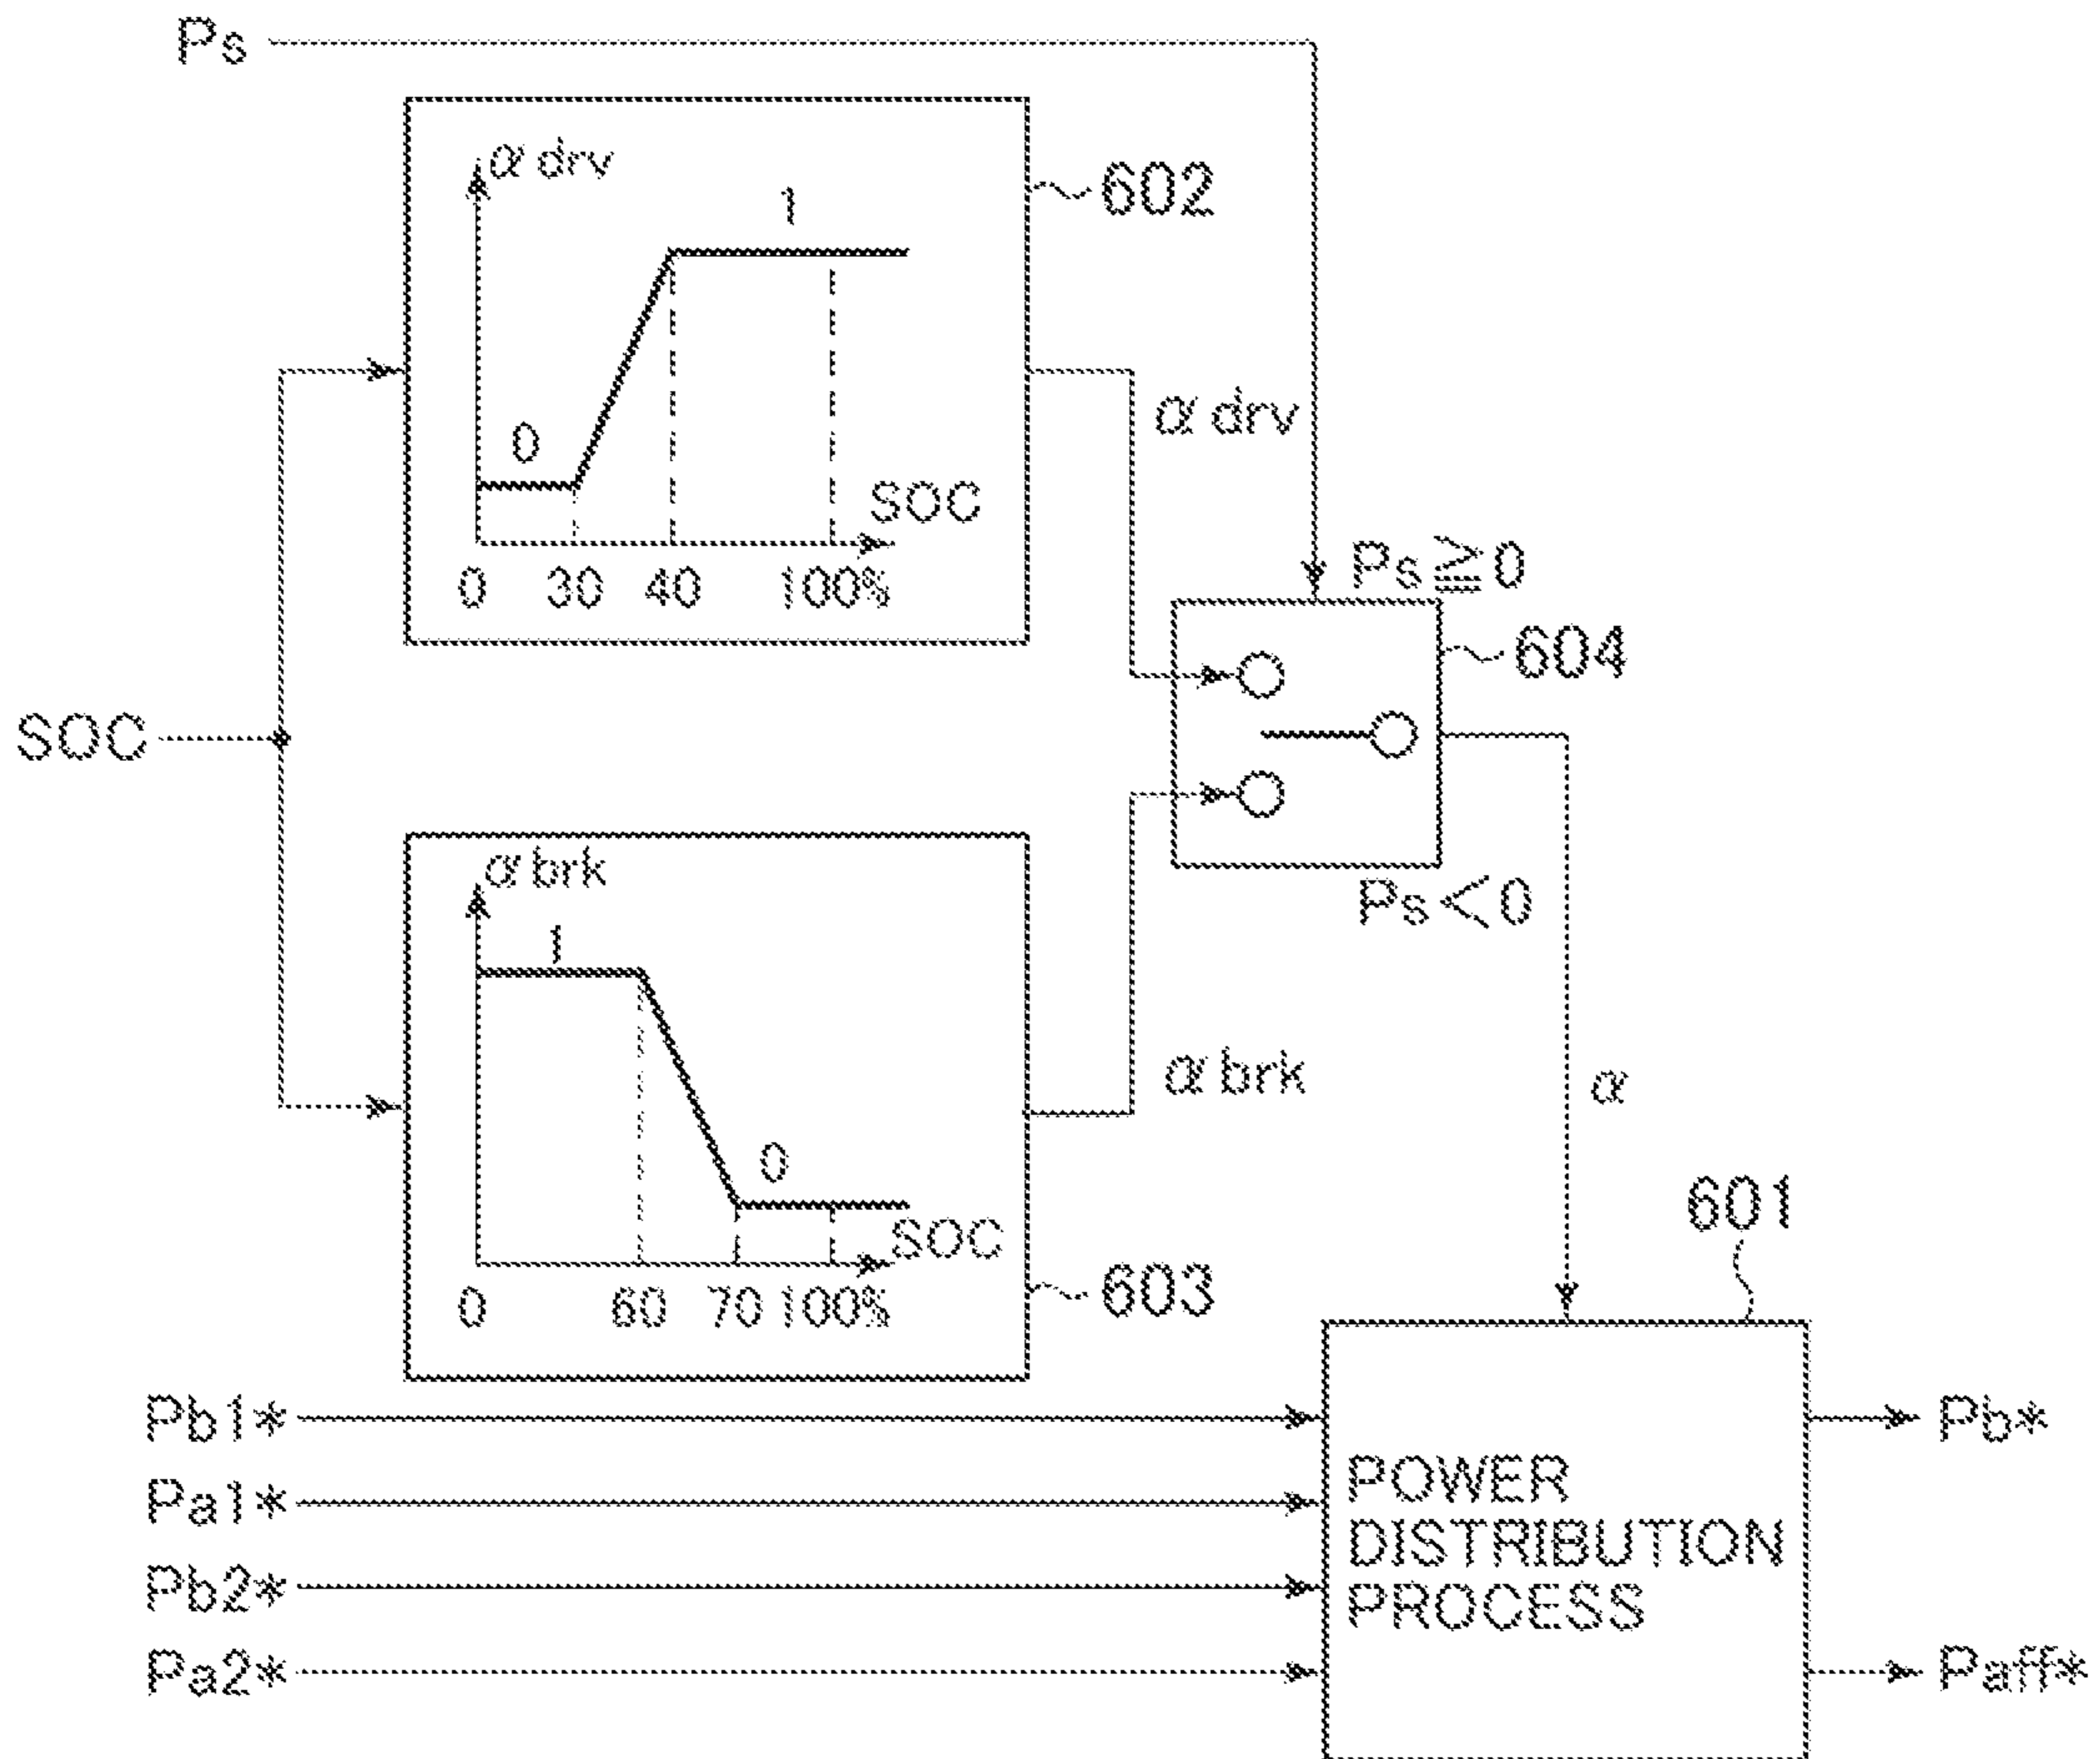 Ps
α drv
1
602
0
SOC
0 30 40 100%
α drv
Ps≧0
604
SOC
Ps<0
α brk
1
0
SOC
0 60 70 100%
603
α brk
α
601
Pb1*
Pa1*
Pb2*
Pa2*
POWER
DISTRIBUTION
PROCESS
Pb*
Paff*